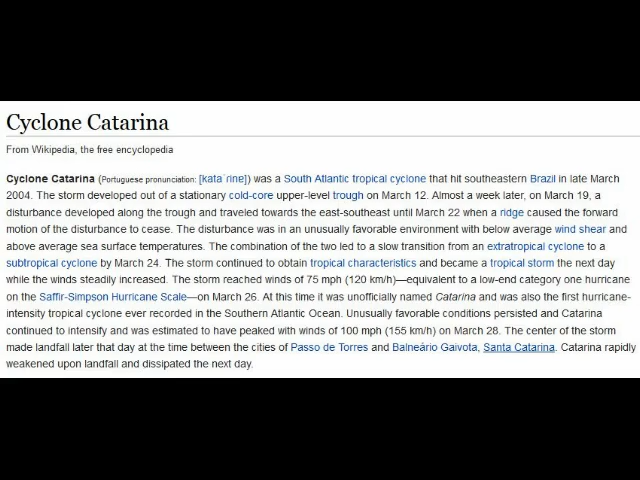 Cyclone Catarina
From Wikipedia, the free encyclopedia
Cyclone Catarina (Portuguese pronunciation: [kataˈrinɐ]) was a South Atlantic tropical cyclone that hit southeastern Brazil in late March
2004. The storm developed out of a stationary cold-core upper-level trough on March 12. Almost a week later, on March 19, a
disturbance developed along the trough and traveled towards the east-southeast until March 22 when a ridge caused the forward
motion of the disturbance to cease. The disturbance was in an unusually favorable environment with below average wind shear and
above average sea surface temperatures. The combination of the two led to a slow transition from an extratropical cyclone to a
subtropical cyclone by March 24. The storm continued to obtain tropical characteristics and became a tropical storm the next day
while the winds steadily increased. The storm reached winds of 75 mph (120 km/h)—equivalent to a low-end category one hurricane
on the Saffir-Simpson Hurricane Scale—on March 26. At this time it was unofficially named Catarina and was also the first hurricane-
intensity tropical cyclone ever recorded in the Southern Atlantic Ocean. Unusually favorable conditions persisted and Catarina
continued to intensify and was estimated to have peaked with winds of 100 mph (155 km/h) on March 28. The center of the storm
made landfall later that day at the time between the cities of Passo de Torres and Balneário Gaivota, Santa Catarina. Catarina rapidly
weakened upon landfall and dissipated the next day.